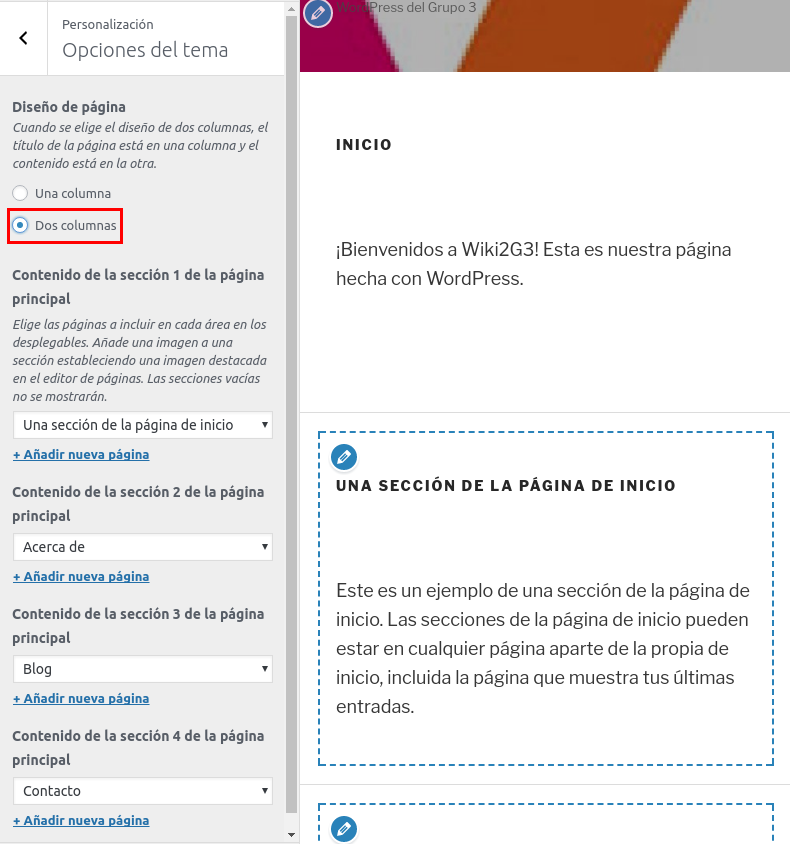 Personalización
Opciones del tema
Diseño de página
Cuando se elige el diseño de dos columnas, el
título de la página está en una columna y el
contenido está en la otra.
Una columna
Dos columnas
Contenido de la sección 1 de la página
principal
Elige las páginas a incluir en cada área en los
desplegables. Añade una imagen a una
sección estableciendo una imagen destacada
en el editor de páginas. Las secciones vacías
no se mostrarán.
Una sección de la página de inicio
+ Añadir nueva página
Contenido de la sección 2 de la página
principal
Acerca de
+ Añadir nueva página
Contenido de la sección 3 de la página
principal
Blog
+ Añadir nueva página
Contenido de la sección 4 de la página
principal
Contacto
+ Añadir nueva página
WordPress del Grupo 3
INICIO
¡Bienvenidos a Wiki2G3! Esta es nuestra página
hecha con WordPress.
UNA SECCIÓN DE LA PÁGINA DE INICIO
Este es un ejemplo de una sección de la página de
inicio. Las secciones de la página de inicio pueden
estar en cualquier página aparte de la propia de
inicio, incluida la página que muestra tus últimas
entradas.